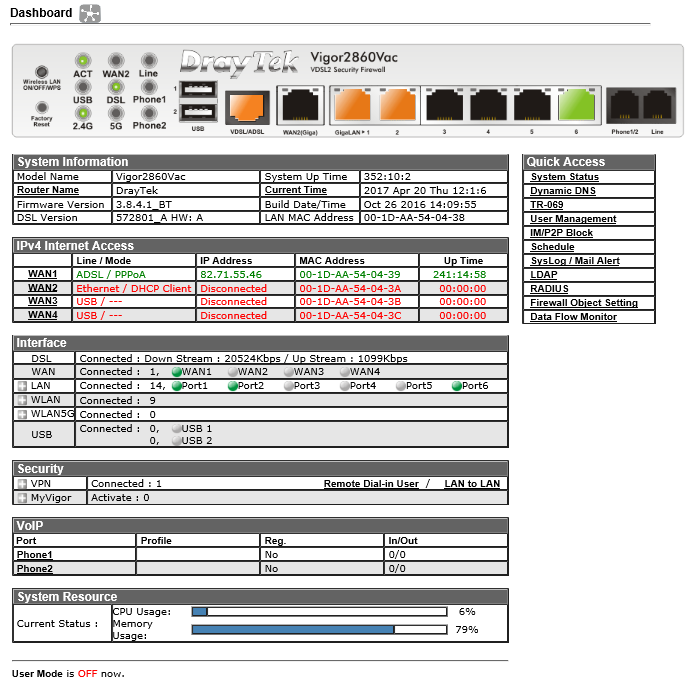 Dashboard
DrayTek Vigor2860Vac
VDSL2 Security Firewall
Wireless LAN
ON/OFF/WPS
ACT WAN2 Line
USB DSL Phone1
Factory
Reset
2.4G 5G Phone2
1
2
USB VDSL/ADSL WAN2(Giga) GigaLAN 1 2 3 4 5 6 Phone1/2 Line
System Information
Model Name Vigor2860Vac System Up Time 352:10:2
Router Name DrayTek Current Time 2017 Apr 20 Thu 12:1:6
Firmware Version 3.8.4.1_BT Build Date/Time Oct 26 2016 14:09:55
DSL Version 572801_A HW: A LAN MAC Address 00-1D-AA-54-04-38
IPv4 Internet Access
Line / Mode IP Address MAC Address Up Time
WAN1 ADSL / PPPoA 82.71.55.46 00-1D-AA-54-04-39 241:14:58
WAN2 Ethernet / DHCP Client Disconnected 00-1D-AA-54-04-3A 00:00:00
WAN3 USB / --- Disconnected 00-1D-AA-54-04-3B 00:00:00
WAN4 USB / --- Disconnected 00-1D-AA-54-04-3C 00:00:00
Interface
DSL Connected : Down Stream : 20524Kbps / Up Stream : 1099Kbps
WAN Connected : 1, WAN1 WAN2 WAN3 WAN4
LAN Connected : 14, Port1 Port2 Port3 Port4 Port5 Port6
WLAN Connected : 9
WLAN5G Connected : 0
USB Connected : 0, USB 1
0, USB 2
Security
VPN Connected : 1 Remote Dial-in User / LAN to LAN
MyVigor Activate : 0
VoIP
Port Profile Reg. In/Out
Phone1 No 0/0
Phone2 No 0/0
System Resource
Current Status : CPU Usage: 6%
Memory Usage: 79%
User Mode is OFF now.
Quick Access
System Status
Dynamic DNS
TR-069
User Management
IM/P2P Block
Schedule
SysLog / Mail Alert
LDAP
RADIUS
Firewall Object Setting
Data Flow Monitor